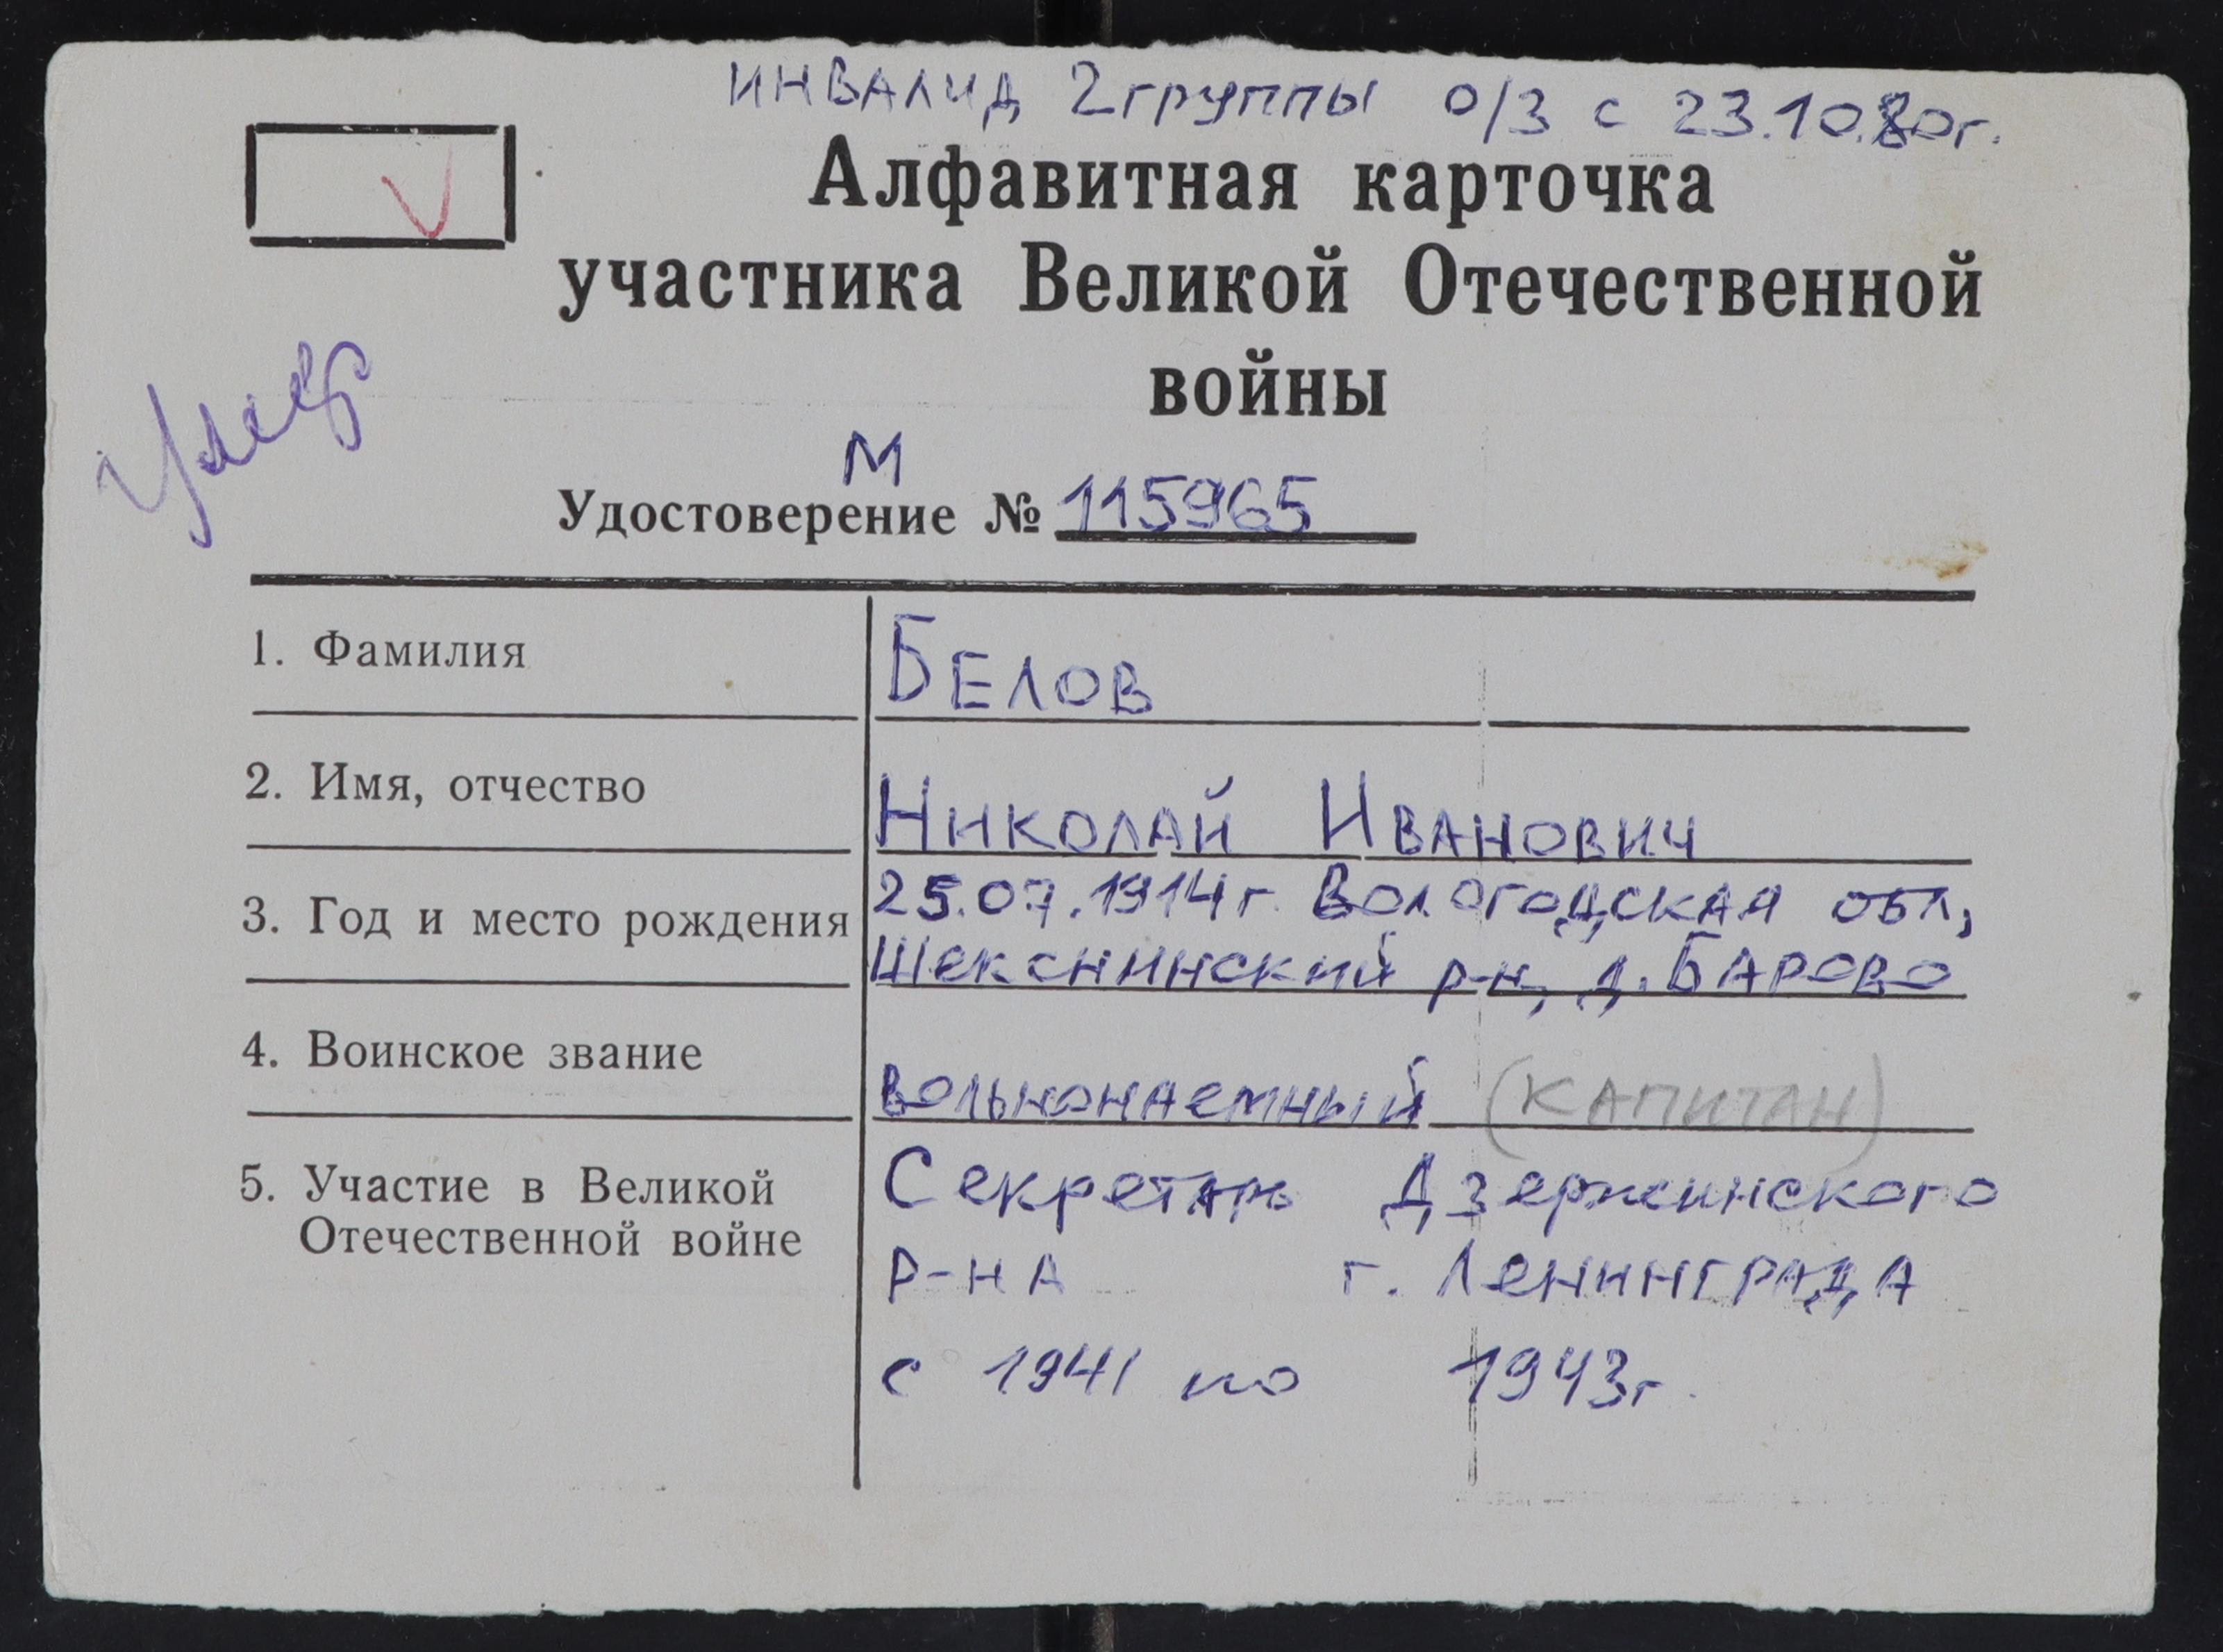 ИНВАЛИД 2 группы о/з с 23.10.80г.
Алфавитная карточка
участника Великой Отечественной
войны
умер
М
Удостоверение № 115965
1. Фамилия БЕЛОВ
2. Имя, отчество НИКОЛАЙ ИВАНОВИЧ
3. Год и место рождения 25.07.1914г. Вологодская обл,
Шекснинский р-н, д. БАРОВО
4. Воинское звание вольнонаемный (КАПИТАН)
5. Участие в Великой Секретарь Дзержинского
Отечественной войне р-на г. Ленинграда
с 1941 по 1943г.